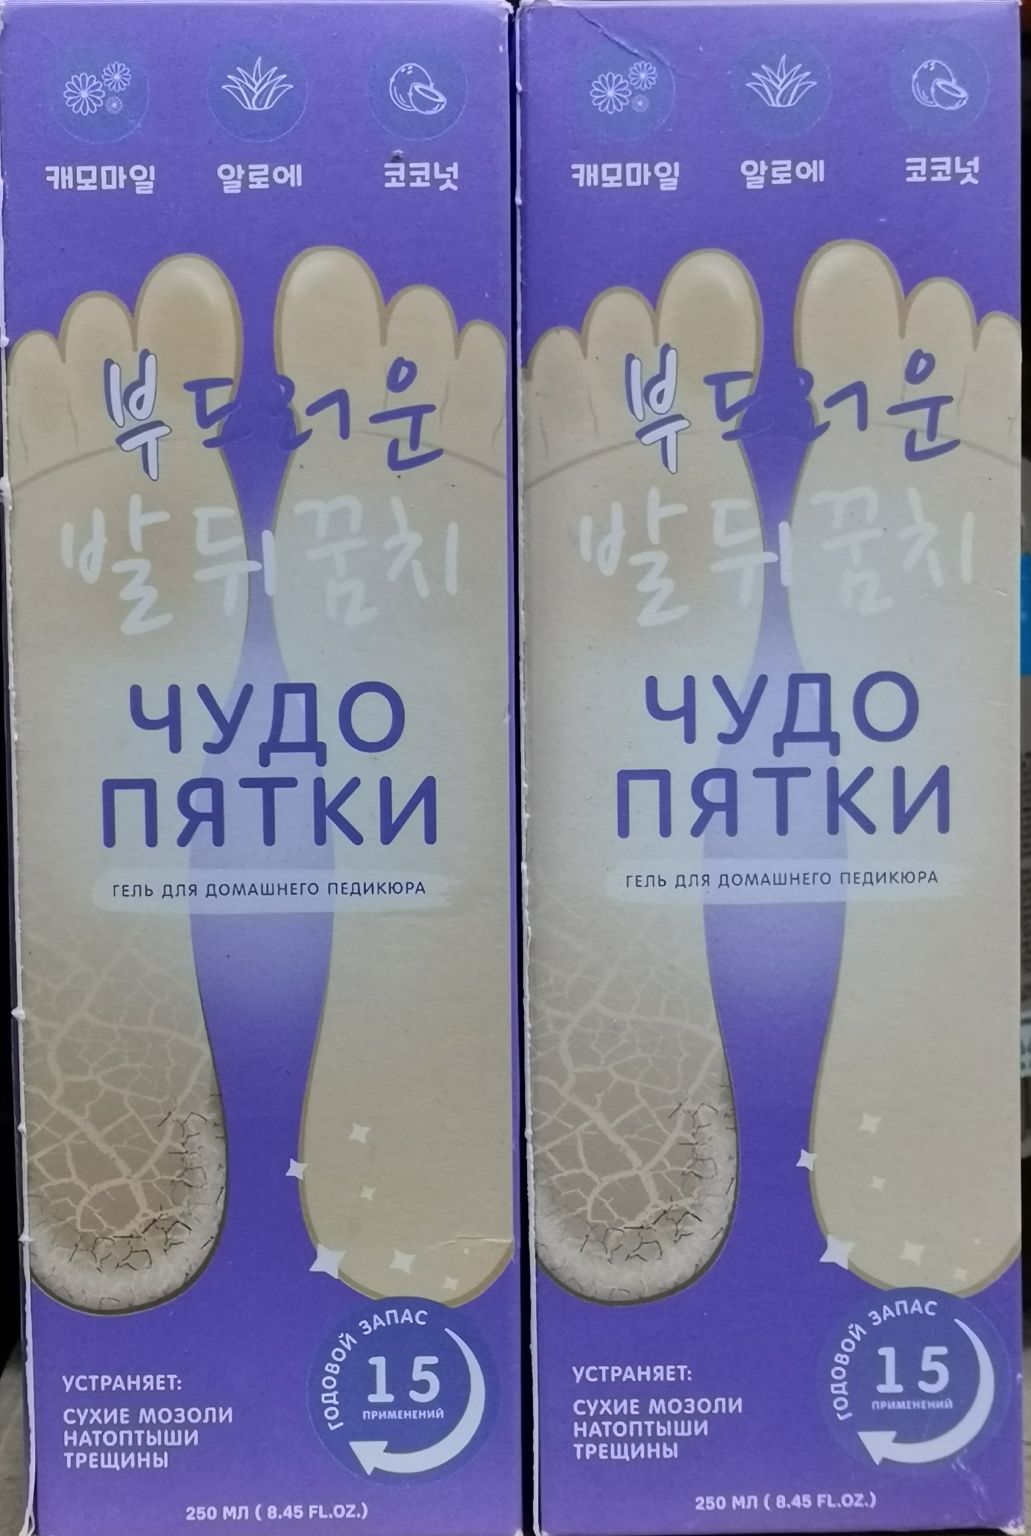 캐모마일 알로에 코코넛
부드러운
발뒤꿈치
ЧУДО
ПЯТКИ
ГЕЛЬ ДЛЯ ДОМАШНЕГО ПЕДИКЮРА
ГОДОВОЙ ЗАПАС
15
ПРИМЕНЕНИЙ
УСТРАНЯЕТ:
СУХИЕ МОЗОЛИ
НАТОПТЫШИ
ТРЕЩИНЫ
250 МЛ ( 8.45 FL.OZ.)
캐모마일 알로에 코코넛
부드러운
발뒤꿈치
ЧУДО
ПЯТКИ
ГЕЛЬ ДЛЯ ДОМАШНЕГО ПЕДИКЮРА
ГОДОВОЙ ЗАПАС
15
ПРИМЕНЕНИЙ
УСТРАНЯЕТ:
СУХИЕ МОЗОЛИ
НАТОПТЫШИ
ТРЕЩИНЫ
250 МЛ ( 8.45 FL.OZ.)